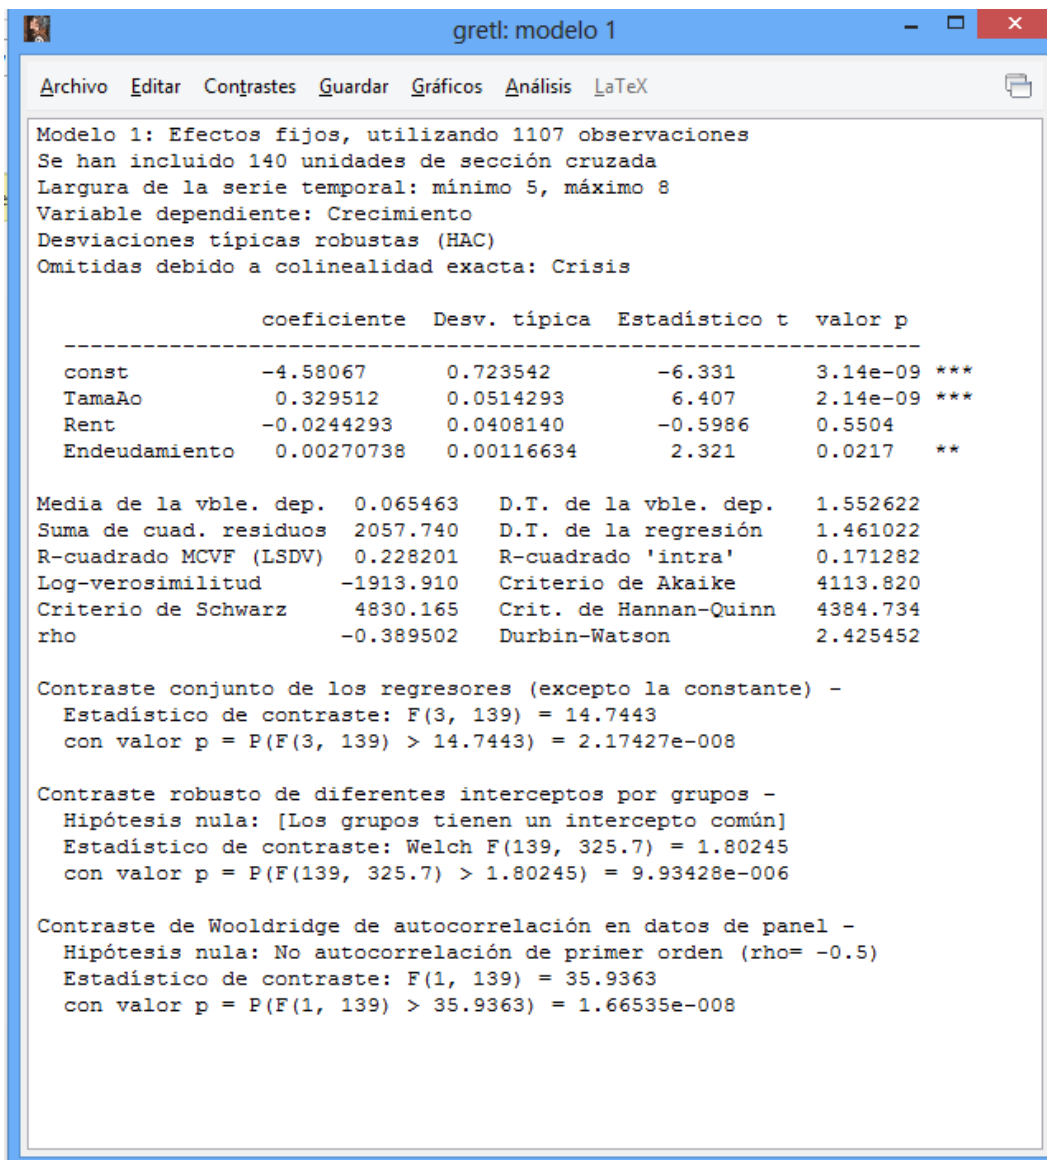 gretl: modelo 1
Archivo Editar Contrastes Guardar Gráficos Análisis LaTeX
Modelo 1: Efectos fijos, utilizando 1107 observaciones
Se han incluido 140 unidades de sección cruzada
Largura de la serie temporal: mínimo 5, máximo 8
Variable dependiente: Crecimiento
Desviaciones típicas robustas (HAC)
Omitidas debido a colinealidad exacta: Crisis
coeficiente Desv. típica Estadístico t valor p
-----------------------------------------------------------------
const -4.58067 0.723542 -6.331 3.14e-09 ***
TamaAo 0.329512 0.0514293 6.407 2.14e-09 ***
Rent -0.0244293 0.0408140 -0.5986 0.5504
Endeudamiento 0.00270738 0.00116634 2.321 0.0217 **
Media de la vble. dep. 0.065463 D.T. de la vble. dep. 1.552622
Suma de cuad. residuos 2057.740 D.T. de la regresión 1.461022
R-cuadrado MCVF (LSDV) 0.228201 R-cuadrado 'intra' 0.171282
Log-verosimilitud -1913.910 Criterio de Akaike 4113.820
Criterio de Schwarz 4830.165 Crit. de Hannan-Quinn 4384.734
rho -0.389502 Durbin-Watson 2.425452
Contraste conjunto de los regresores (excepto la constante) -
Estadístico de contraste: F(3, 139) = 14.7443
con valor p = P(F(3, 139) > 14.7443) = 2.17427e-008
Contraste robusto de diferentes interceptos por grupos -
Hipótesis nula: [Los grupos tienen un intercepto común]
Estadístico de contraste: Welch F(139, 325.7) = 1.80245
con valor p = P(F(139, 325.7) > 1.80245) = 9.93428e-006
Contraste de Wooldridge de autocorrelación en datos de panel -
Hipótesis nula: No autocorrelación de primer orden (rho= -0.5)
Estadístico de contraste: F(1, 139) = 35.9363
con valor p = P(F(1, 139) > 35.9363) = 1.66535e-008